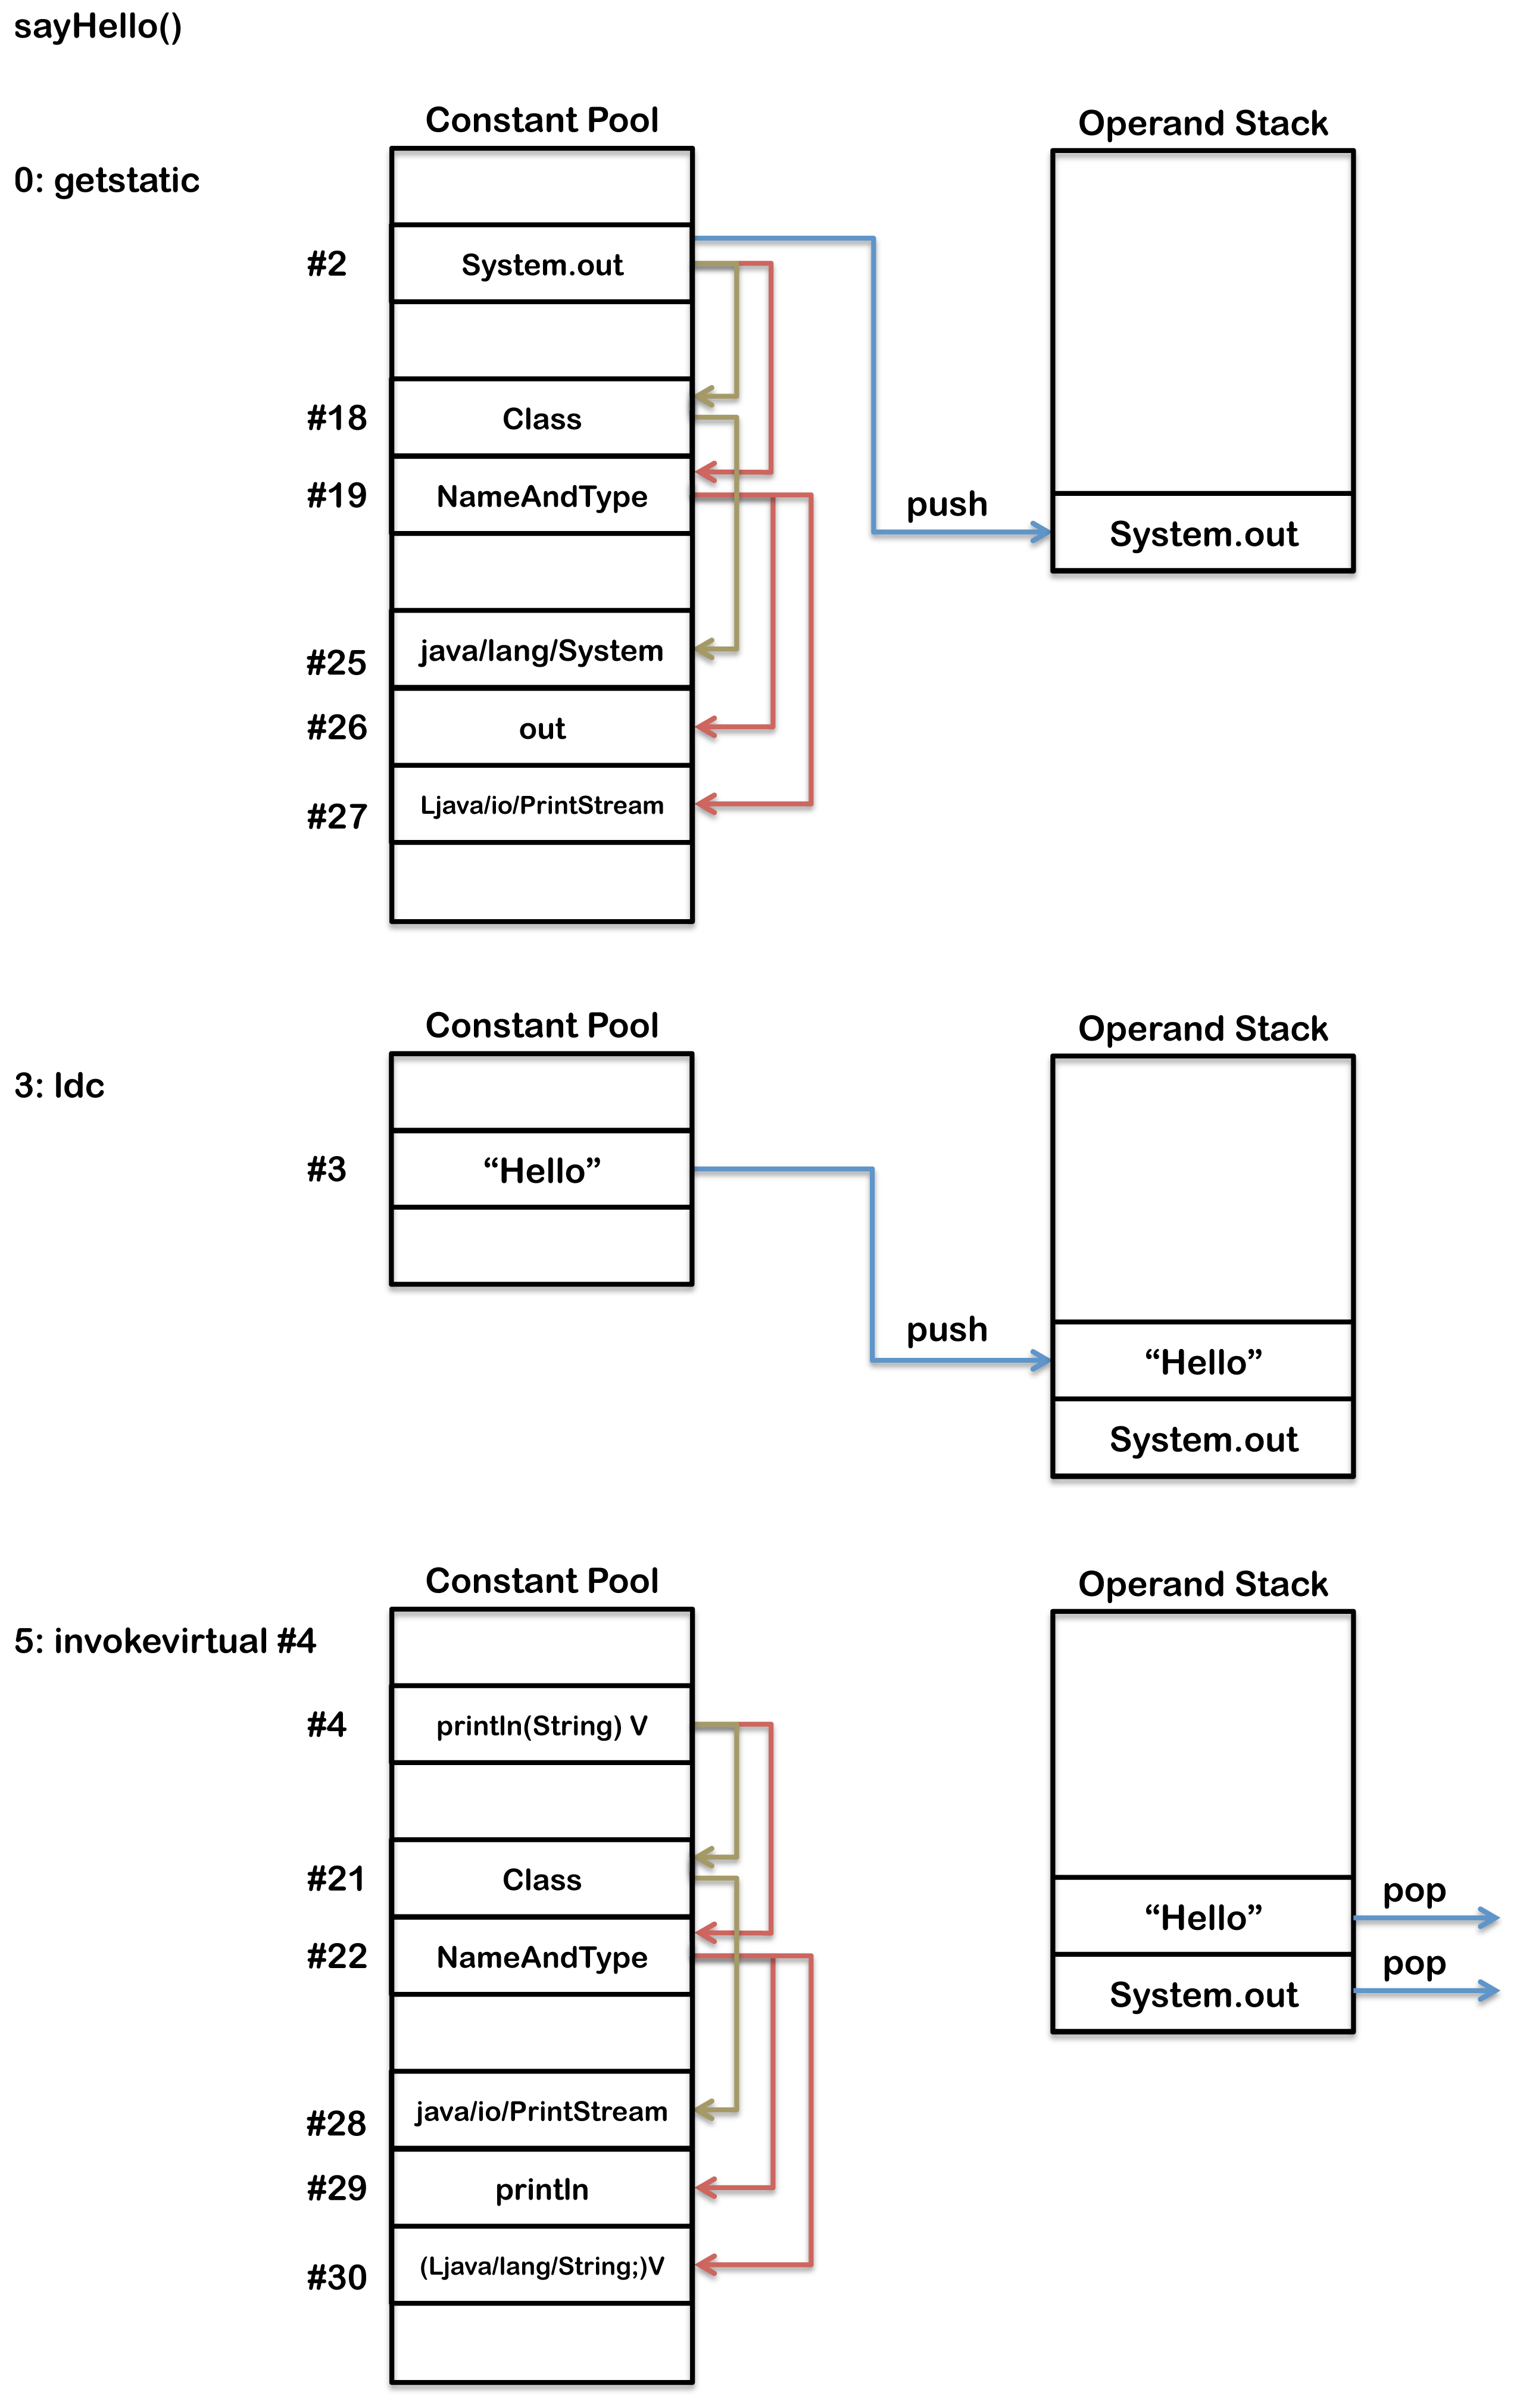 sayHello()
Constant Pool
Operand Stack
0: getstatic
#2
System.out
#18
Class
#19
NameAndType
push
System.out
#25
java/lang/System
#26
out
#27
Ljava/io/PrintStream
Constant Pool
Operand Stack
3: ldc
#3
“Hello”
push
“Hello”
System.out
Constant Pool
Operand Stack
5: invokevirtual #4
#4
println(String) V
#21
Class
“Hello”
pop
#22
NameAndType
System.out
pop
#28
java/io/PrintStream
#29
println
#30
(Ljava/lang/String;)V